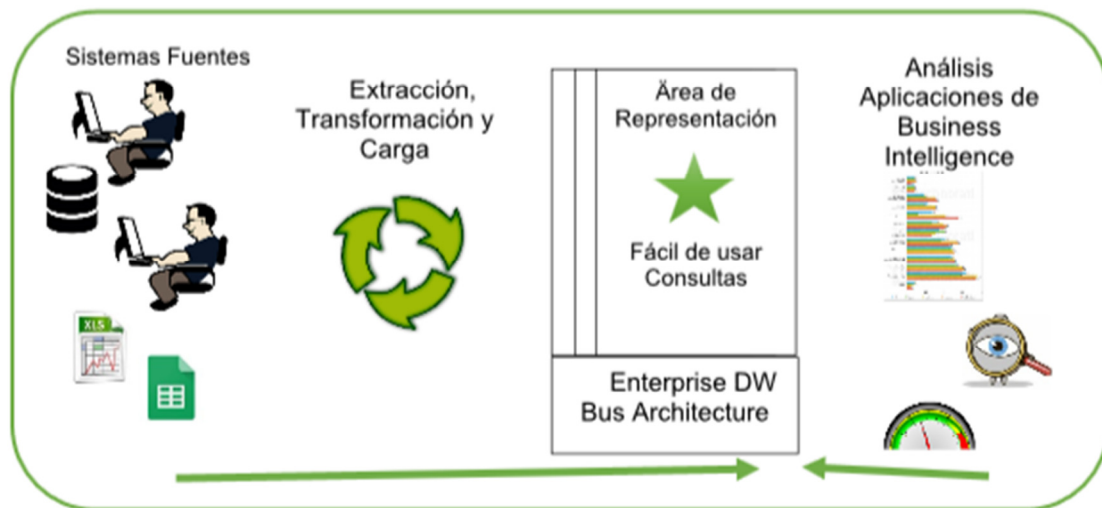 Sistemas Fuentes
Extracción,
Transformación y
Carga
Ärea de
Representación
Fácil de usar
Consultas
Enterprise DW
Bus Architecture
Análisis
Aplicaciones de
Business
Intelligence
XLS